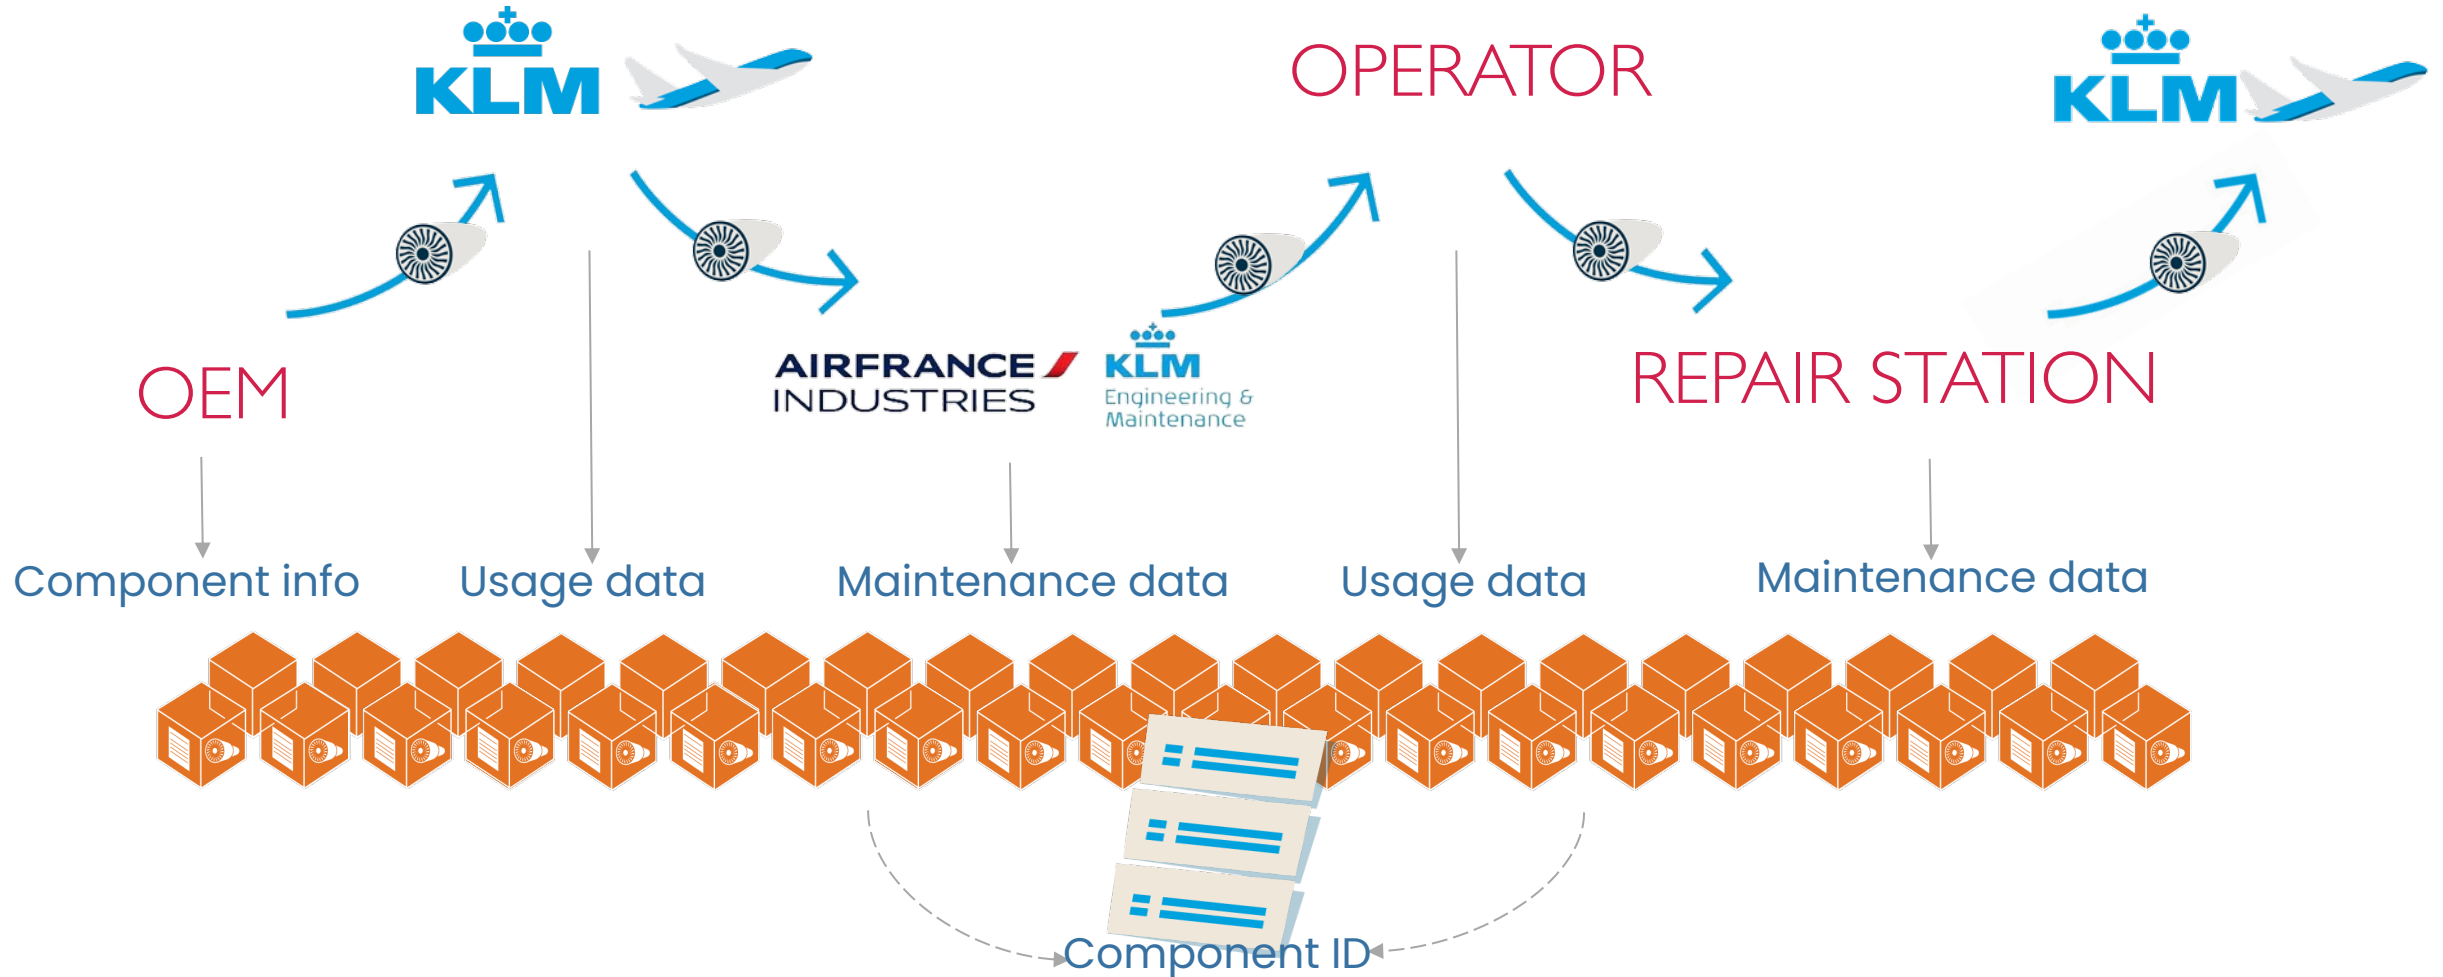 KLM
OPERATOR
KLM
OEM
AIRFRANCE
INDUSTRIES
KLM
Engineering &
Maintenance
REPAIR STATION
Component info
Usage data
Maintenance data
Usage data
Maintenance data
Component ID